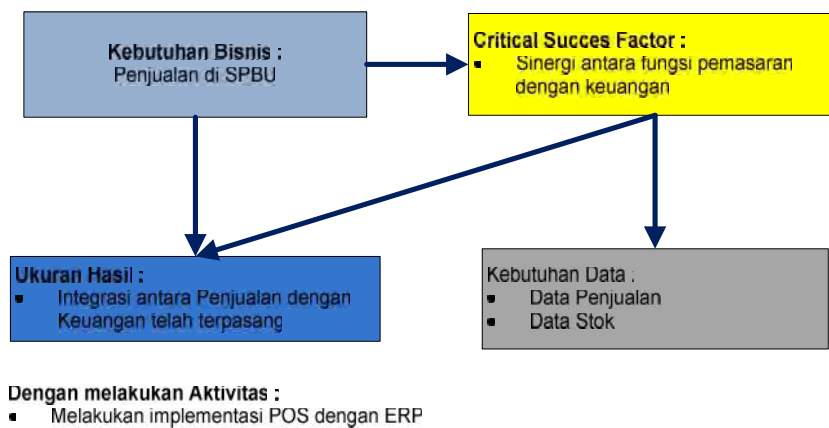 Kebutuhan Bisnis :
Penjualan di SPBU
Critical Succes Factor :
▪ Sinergi antara fungsi pemasaran
dengan keuangan
Ukuran Hasil :
▪ Integrasi antara Penjualan dengan
Keuangan telah terpasang
Kebutuhan Data :
▪ Data Penjualan
▪ Data Stok
Dengan melakukan Aktivitas :
▪ Melakukan implementasi POS dengan ERP